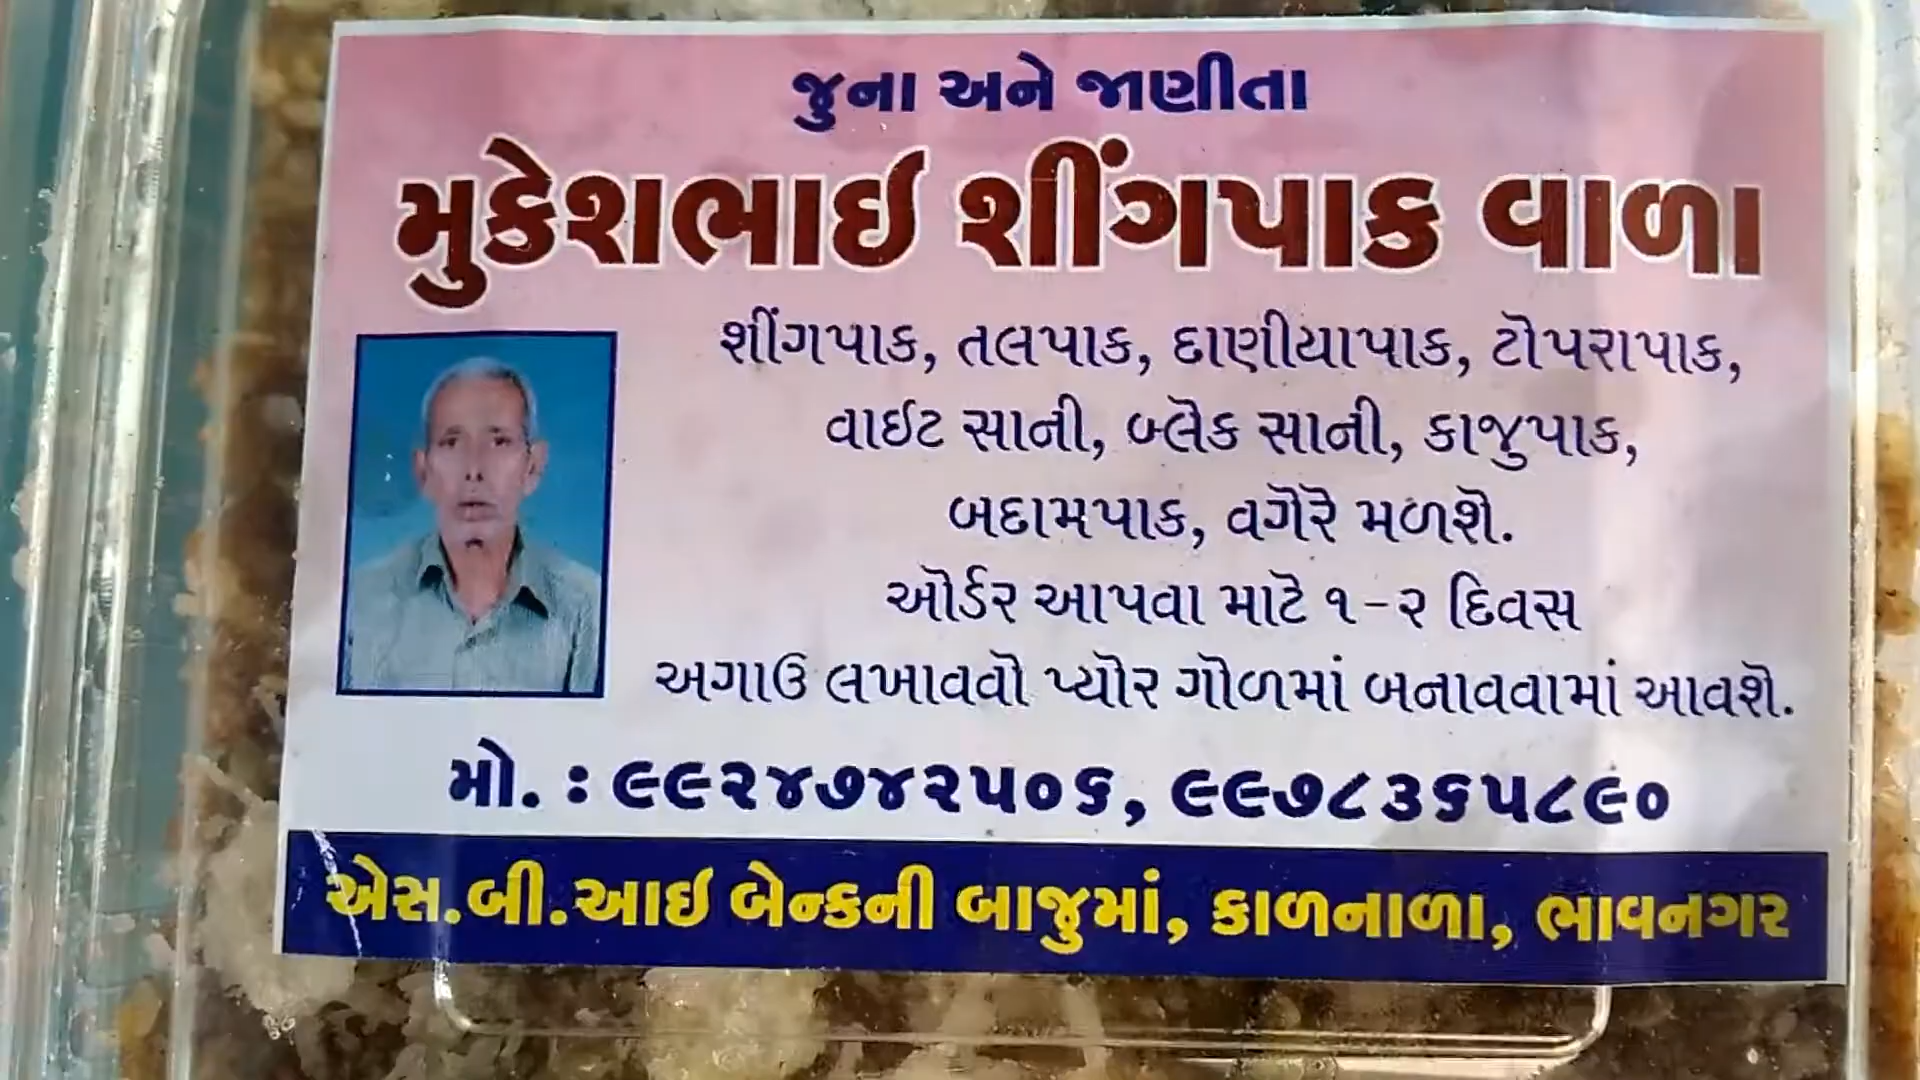 જુના અને જાણીતા
મુકેશભાઇ શીંગપાક વાળા
શીંગપાક, તલપાક, દાણીયાપાક, ટોપરાપાક,
વાઈટ સાની, બ્લેક સાની, કાજુપાક,
બદામપાક, વગેરે મળશે.
ઓર્ડર આપવા માટે ૧-૨ દિવસ
અગાઉ લખાવવો પ્યોર ગોળમાં બનાવવામાં આવશે.
મો. : ૯૯૨૪૭૪૨૫૦૬, ૯૯૭૮૩૬૫૮૯૦
એસ.બી.આઇ બેન્કની બાજુમાં, કાળનાળા, ભાવનગર